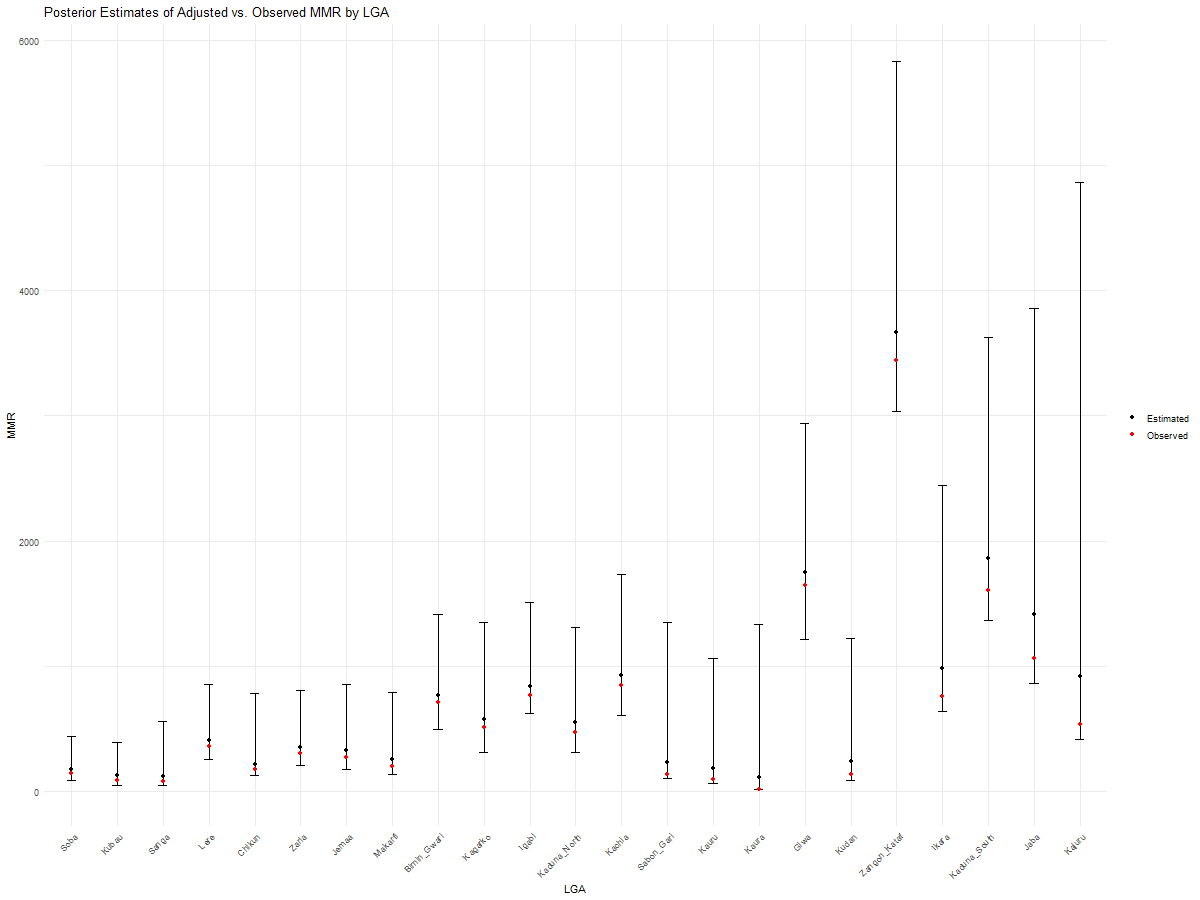 Posterior Estimates of Adjusted vs. Observed MMR by LGA
6000
4000
2000
0
MMR
Estimated
Observed
Soba
Kubau
Sanga
Lere
Chikun
Zaria
Jemaa
Makarfi
Birnin_Gwari
Kagarko
Igabi
Kaduna_North
Kachia
Sabon_Gari
Kauru
Kaura
Giwa
Kudan
Zangon_Kataf
Ikara
Kaduna_South
Jaba
Kajuru
LGA